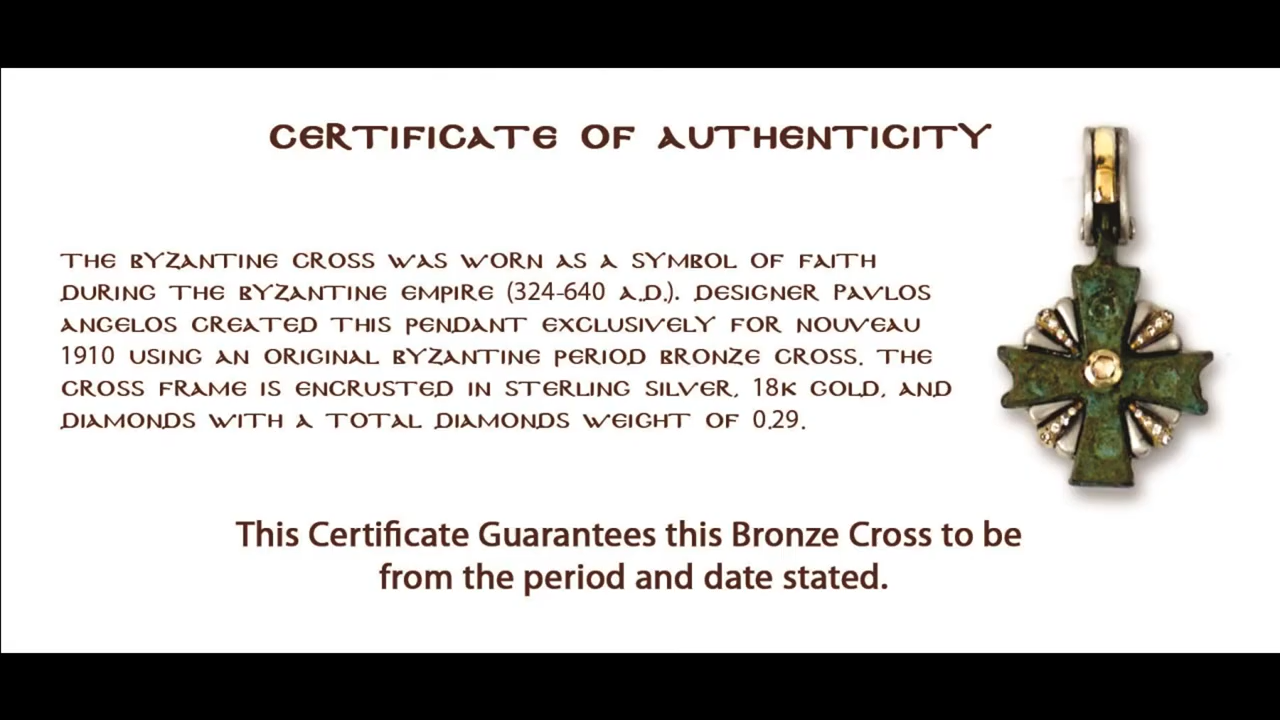 CERTIFICATE OF AUTHENTICITY
THE BYZANTINE CROSS WAS WORN AS A SYMBOL OF FAITH
DURING THE BYZANTINE EMPIRE (324-640 A.D.). DESIGNER PAVLOS
ANGELOS CREATED THIS PENDANT EXCLUSIVELY FOR NOUVEAU
1910 USING AN ORIGINAL BYZANTINE PERIOD BRONZE CROSS. THE
CROSS FRAME IS ENCRUSTED IN STERLING SILVER, 18K GOLD, AND
DIAMONDS WITH A TOTAL DIAMONDS WEIGHT OF 0.29.
This Certificate Guarantees this Bronze Cross to be
from the period and date stated.